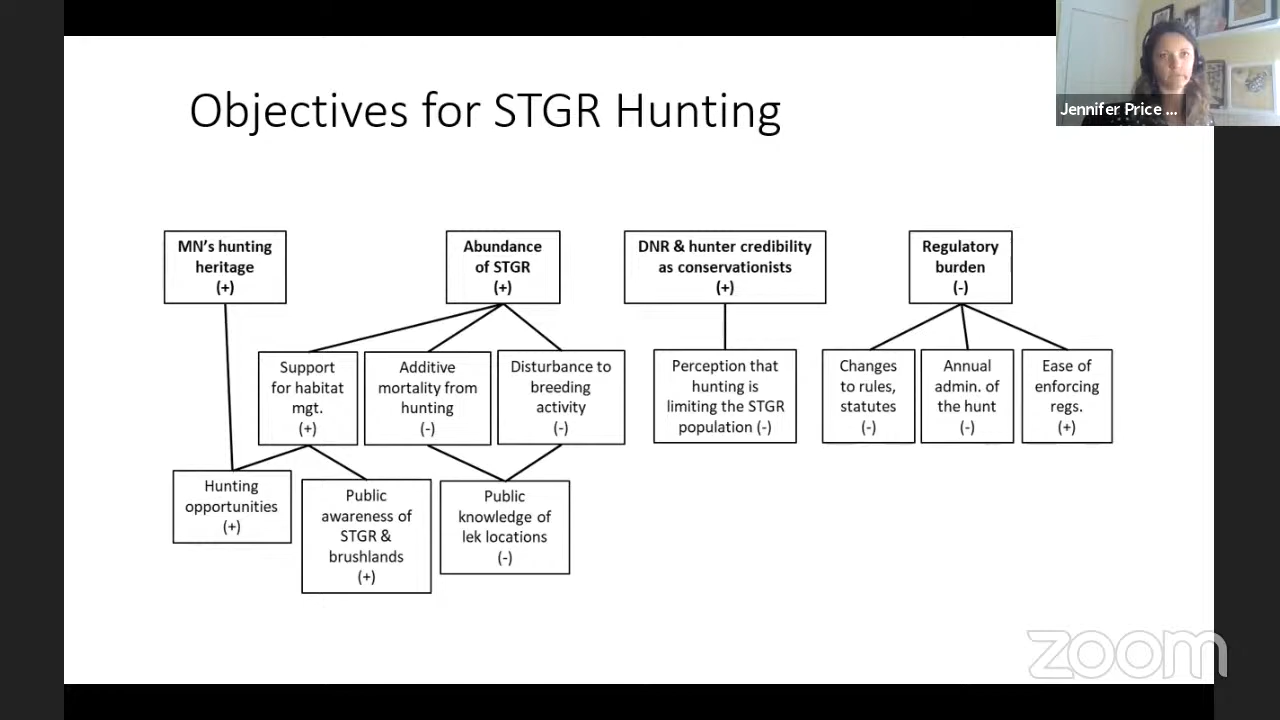 Jennifer Price ...
Objectives for STGR Hunting
MN's hunting
heritage
(+)
Abundance
of STGR
(+)
DNR & hunter credibility
as conservationists
(+)
Regulatory
burden
(-)
Support
for habitat
mgt.
(+)
Additive
mortality from
hunting
(-)
Disturbance to
breeding
activity
(-)
Perception that
hunting is
limiting the STGR
population (-)
Changes
to rules,
statutes
(-)
Annual
admin. of
the hunt
(-)
Ease of
enforcing
regs.
(+)
Hunting
opportunities
(+)
Public
awareness of
STGR &
brushlands
(+)
Public
knowledge of
lek locations
(-)
zoom